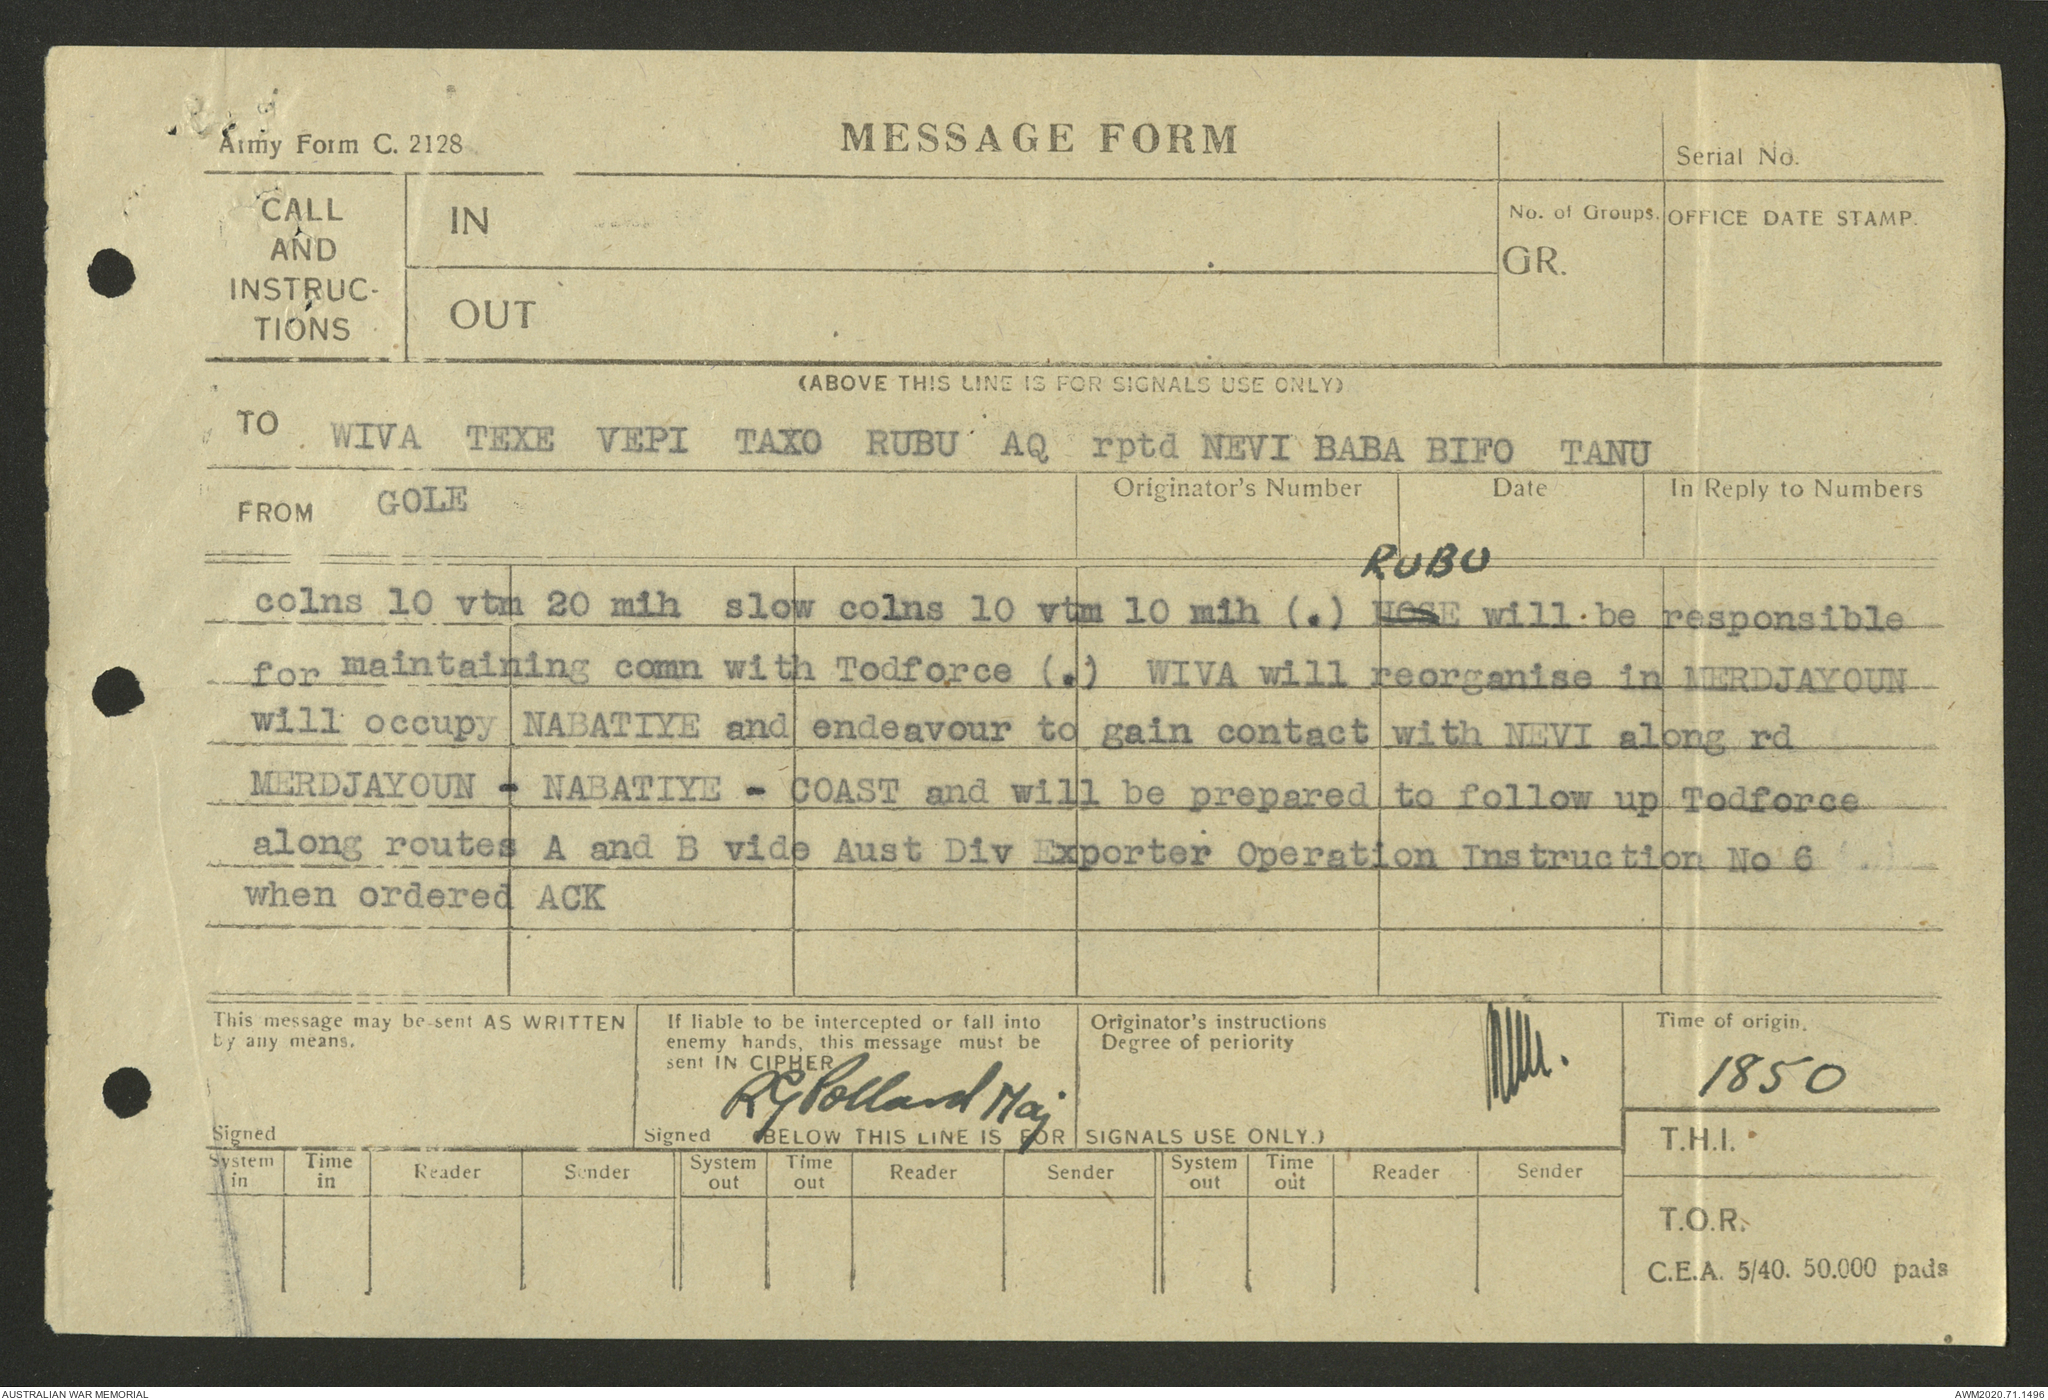 Army Form C. 2128
MESSAGE FORM
Serial No.
CALL
AND
INSTRUC-
TIONS
IN
OUT
No. of Groups.
GR.
OFFICE DATE STAMP.
(ABOVE THIS LINE IS FOR SIGNALS USE ONLY)
TO WIVA TEXE VEPI TAXO RUBU AQ rptd NEVI BABA BIFO TANU
FROM GOLE
Originator's Number
Date
In Reply to Numbers
RUBU
colns 10 vtm 20 mih slow colns 10 vtm 10 mih (.) HOSE will be responsible
for maintaining comn with Todforce (.) WIVA will reorganise in MERDJAYOUN
will occupy NABATIYE and endeavour to gain contact with NEVI along rd
MERDJAYOUN - NABATIYE - COAST and will be prepared to follow up Todforce
along routes A and B vide Aust Div Exporter Operation Instruction No 6
when ordered ACK
This message may be sent AS WRITTEN
by any means.
Signed
If liable to be intercepted or fall into
enemy hands, this message must be
sent IN CIPHER
RGPollard Maj
Signed
Originator's instructions
Degree of periority
Time of origin.
1850
(BELOW THIS LINE IS FOR SIGNALS USE ONLY.)
T.H.I.
System in
Time in
Reader
Sender
System out
Time out
Reader
Sender
System out
Time out
Reader
Sender
T.O.R.
C.E.A. 5/40. 50.000 pads
AUSTRALIAN WAR MEMORIAL
AWM2020.71.1496